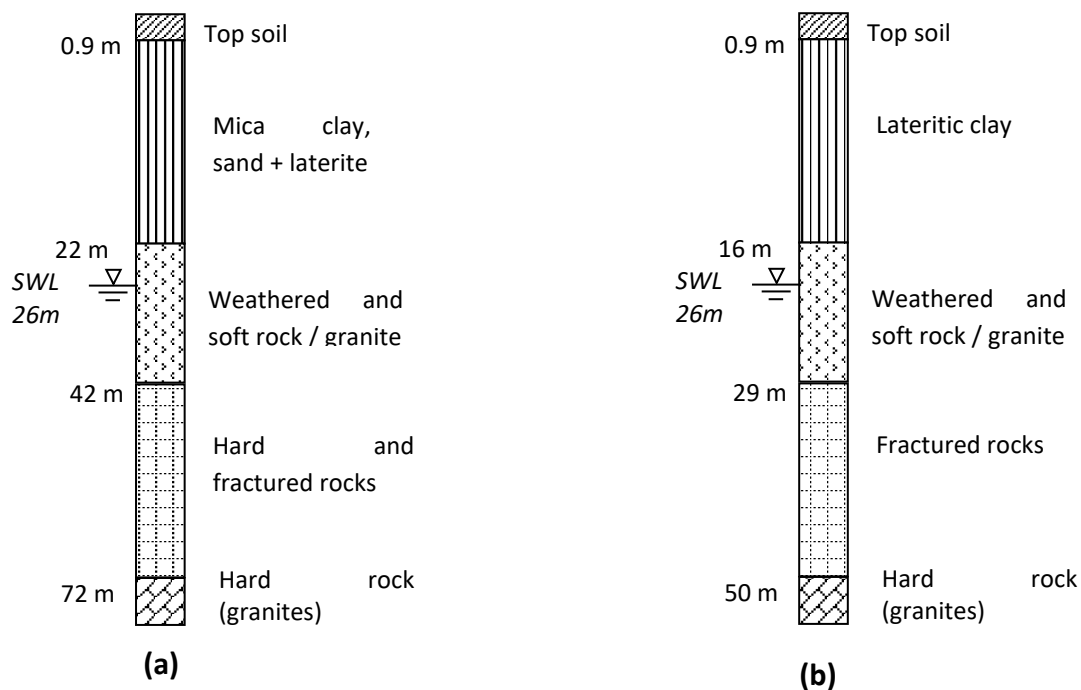 Top soil
0.9 m
Mica clay,
sand + laterite
22 m
SWL
26m
Weathered and
soft rock / granite
42 m
Hard and
fractured rocks
72 m
Hard rock
(granites)
(a)
Top soil
0.9 m
Lateritic clay
16 m
SWL
26m
Weathered and
soft rock / granite
29 m
Fractured rocks
50 m
Hard rock
(granites)
(b)